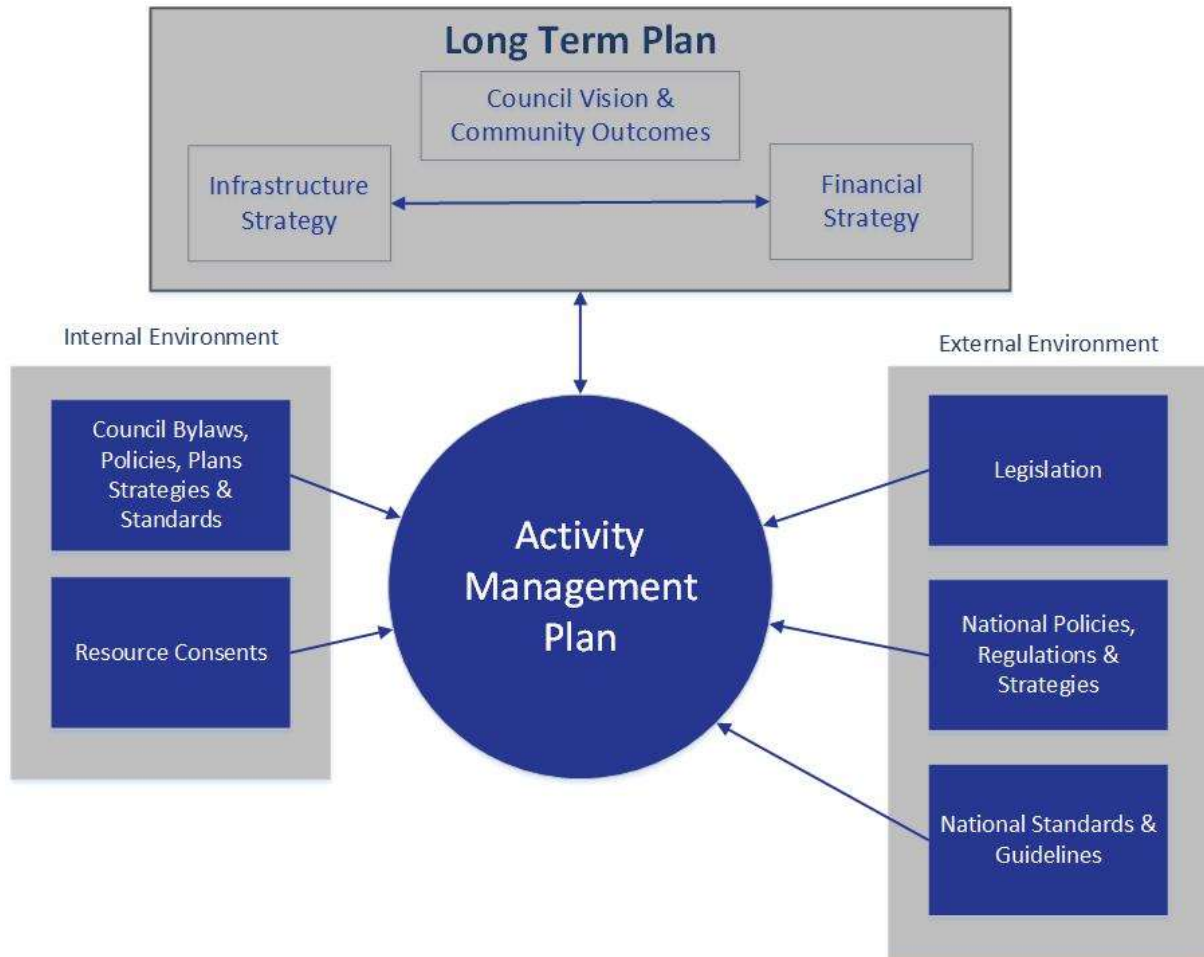 Long Term Plan
Council Vision &
Community Outcomes
Infrastructure
Strategy
Financial
Strategy
Internal Environment
External Environment
Council Bylaws,
Policies, Plans
Strategies &
Standards
Resource Consents
Activity
Management
Plan
Legislation
National Policies,
Regulations &
Strategies
National Standards &
Guidelines